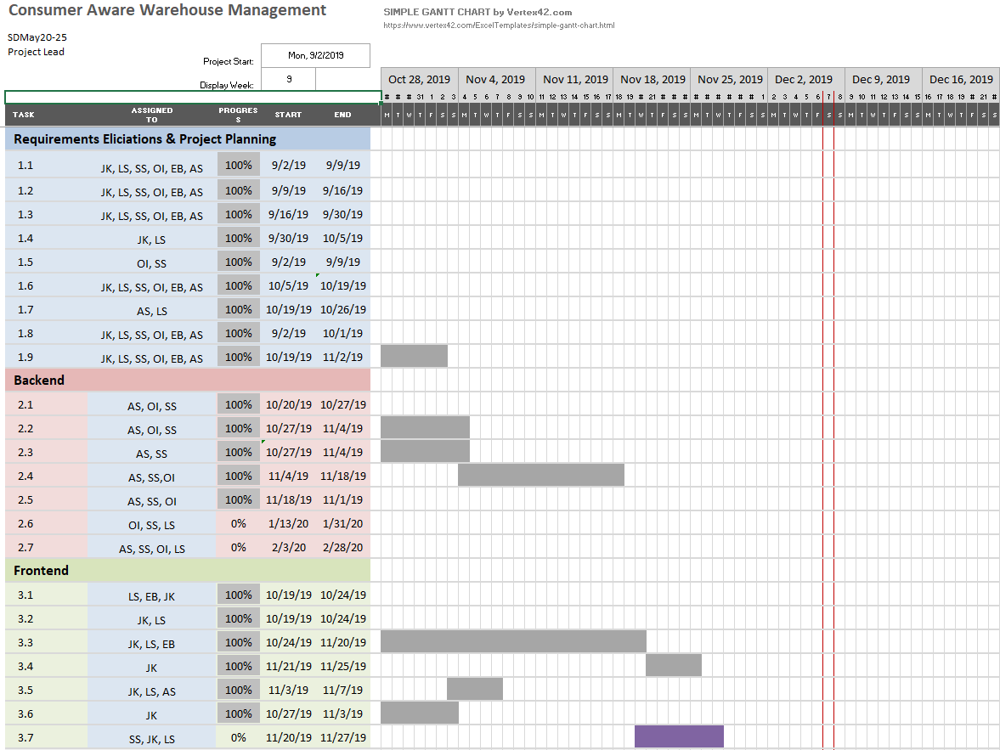 Consumer Aware Warehouse Management
SIMPLE GANTT CHART by Vertex42.com
https://www.vertex42.com/ExcelTemplates/simple-gantt-chart.html
SDMay20-25
Project Lead
Project Start: Mon, 9/2/2019
Display Week: 9
Oct 28, 2019 Nov 4, 2019 Nov 11, 2019 Nov 18, 2019 Nov 25, 2019 Dec 2, 2019 Dec 9, 2019 Dec 16, 2019
# # # 31 1 2 3 4 5 6 7 8 9 10 11 12 13 14 15 16 17 18 19 # 21 # # # # # # # # # 1 2 3 4 5 6 7 8 9 10 11 12 13 14 15 16 17 18 19 # 21 #
TASK ASSIGNED TO PROGRES S START END M T W T F S S M T W T F S S M T W T F S S M T W T F S S M T W T F S S M T W T F S S M T W T F S S M T W T F S S
Requirements Eliciations & Project Planning
1.1 JK, LS, SS, OI, EB, AS 100% 9/2/19 9/9/19
1.2 JK, LS, SS, OI, EB, AS 100% 9/9/19 9/16/19
1.3 JK, LS, SS, OI, EB, AS 100% 9/16/19 9/30/19
1.4 JK, LS 100% 9/30/19 10/5/19
1.5 OI, SS 100% 9/2/19 9/9/19
1.6 JK, LS, SS, OI, EB, AS 100% 10/5/19 10/19/19
1.7 AS, LS 100% 10/19/19 10/26/19
1.8 JK, LS, SS, OI, EB, AS 100% 9/2/19 10/1/19
1.9 JK, LS, SS, OI, EB, AS 100% 10/19/19 11/2/19
Backend
2.1 AS, OI, SS 100% 10/20/19 10/27/19
2.2 AS, OI, SS 100% 10/27/19 11/4/19
2.3 AS, SS 100% 10/27/19 11/4/19
2.4 AS, SS,OI 100% 11/4/19 11/18/19
2.5 AS, SS, OI 100% 11/18/19 11/1/19
2.6 OI, SS, LS 0% 1/13/20 1/31/20
2.7 AS, SS, OI, LS 0% 2/3/20 2/28/20
Frontend
3.1 LS, EB, JK 100% 10/19/19 10/24/19
3.2 JK, LS 100% 10/19/19 10/24/19
3.3 JK, LS, EB 100% 10/24/19 11/20/19
3.4 JK 100% 11/21/19 11/25/19
3.5 JK, LS, AS 100% 11/3/19 11/7/19
3.6 JK 100% 10/27/19 11/3/19
3.7 SS, JK, LS 0% 11/20/19 11/27/19